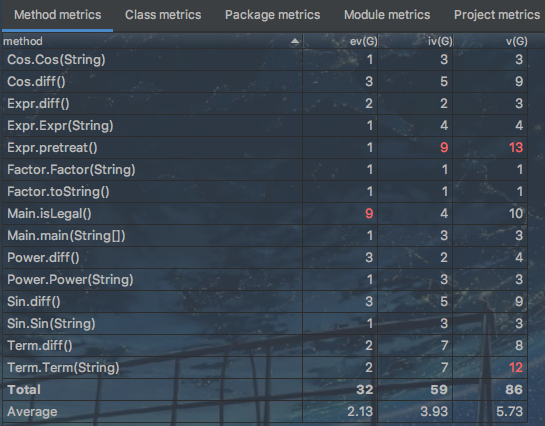 Method metrics Class metrics Package metrics Module metrics Project metrics
method ev(G) iv(G) v(G)
Cos.Cos(String) 1 3 3
Cos.diff() 3 5 9
Expr.diff() 2 2 3
Expr.Expr(String) 1 4 4
Expr.pretreat() 1 9 13
Factor.Factor(String) 1 1 1
Factor.toString() 1 1 1
Main.isLegal() 9 4 10
Main.main(String[]) 1 3 3
Power.diff() 3 2 4
Power.Power(String) 1 3 3
Sin.diff() 3 5 9
Sin.Sin(String) 1 3 3
Term.diff() 2 7 8
Term.Term(String) 2 7 12
Total 32 59 86
Average 2.13 3.93 5.73